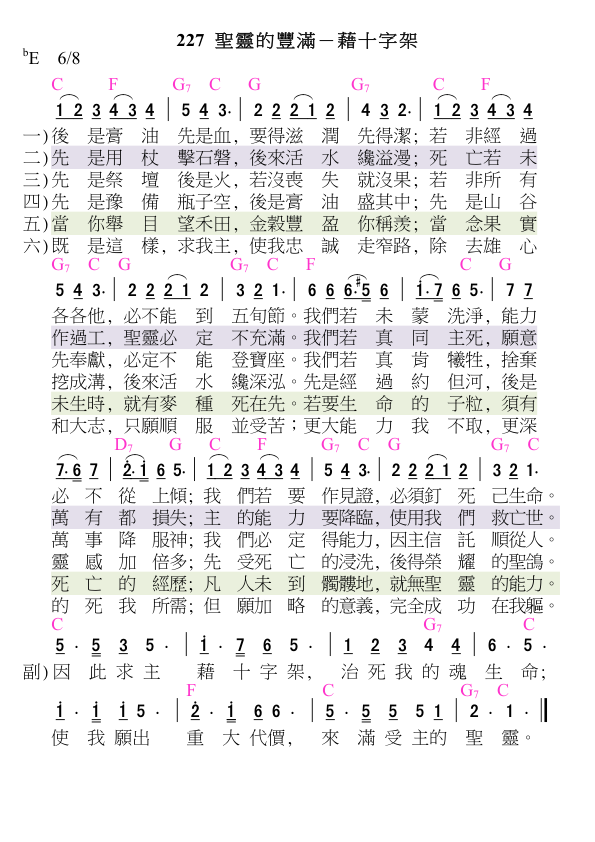 227 聖靈的豐滿－藉十字架
bE 6/8
C F G7 C G G7 C F
1 2 3 4 3 4 | 5 4 3· | 2 2 2 1 2 | 4 3 2· | 1 2 3 4 3 4
一)後 是膏 油 先是血，要得滋 潤 先得潔；若 非經 過
二)先 是用 杖 擊石磐，後來活 水 纔溢漫；死 亡若 未
三)先 是祭 壇 後是火，若沒喪 失 就沒果；若 非所 有
四)先 是豫 備 瓶子空，後是膏 油 盛其中；先 是山 谷
五)當 你舉 目 望禾田，金穀豐 盈 你稱羨；當 念果 實
六)既 是這 樣，求我主，使我忠 誠 走窄路，除 去雄 心
G7 C G G7 C F C G
5 4 3· | 2 2 2 1 2 | 3 2 1· | 6 6 6·#5 6 | i·7 6 5· | 7 7
各各他，必不能 到 五旬節。我們若 未 蒙 洗淨，能力
作過工，聖靈必 定 不充滿。我們若 真 同 主死，願意
先奉獻，必定不 能 登寶座。我們若 真 肯 犧牲，捨棄
挖成溝，後來活 水 纔深泓。先是經 過 約 但河，後是
未生時，就有麥 種 死在先。若要生 命 的 子粒，須有
和大志，只願順 服 並受苦；更大能 力 我 不取，更深
D7 G C F G7 C G G7 C
7·6 7 | 2·i 6 5· | 1 2 3 4 3 4 | 5 4 3· | 2 2 2 1 2 | 3 2 1·
必 不 從 上傾；我 們若 要 作見證，必須釘 死 己生命。
萬 有 都 損失；主 的能 力 要降臨，使用我 們 救亡世。
萬 事 降 服神；我 們必 定 得能力，因主信 託 順從人。
靈 感 加 倍多；先 受死 亡 的浸洗，後得榮 耀 的聖鴿。
死 亡 的 經歷；凡 人未 到 髑髏地，就無聖 靈 的能力。
的 死 我 所需；但 願加 略 的意義，完全成 功 在我軀。
C G7 C
5 · 5 3 5 · | i · 7 6 5 · | 1 2 3 4 4 | 6 · 5 ·
副)因 此 求 主 藉 十 字 架， 治 死 我 的 魂 生 命；
F C G7 C
i · i i 5 · | 2 · i 6 6 · | 5 · 5 5 5 1 | 2 · 1 · ‖
使 我 願出 重 大 代價， 來 滿 受 主的 聖 靈。